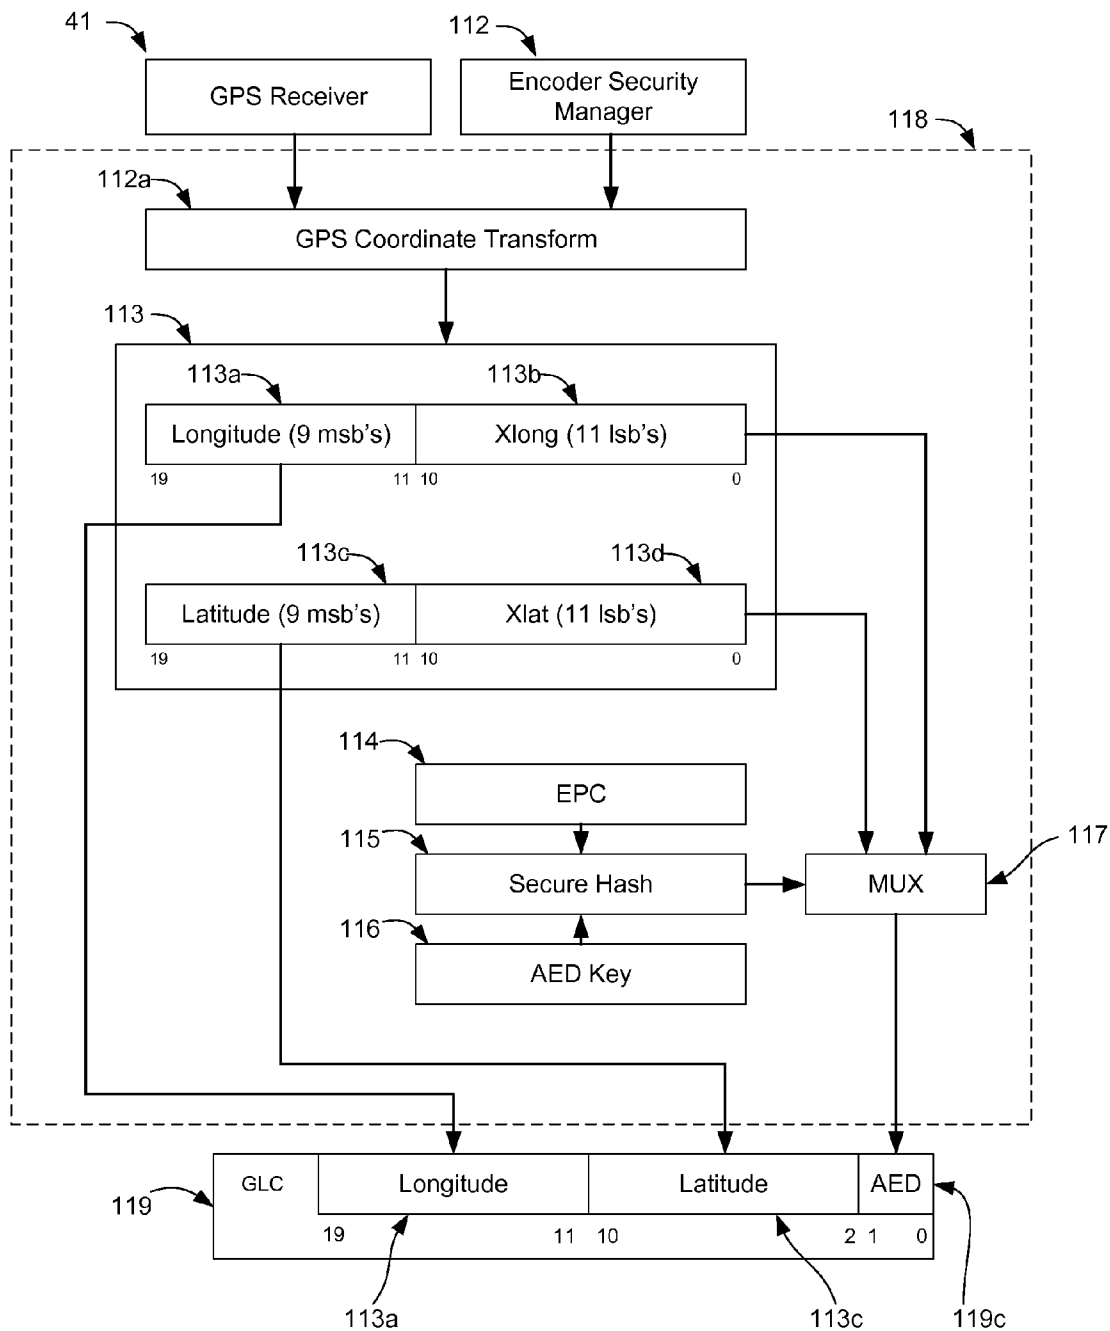 41
112
GPS Receiver
Encoder Security
Manager
118
112a
GPS Coordinate Transform
113
113a
113b
Longitude (9 msb's)
Xlong (11 lsb's)
19
11
10
0
113c
113d
Latitude (9 msb's)
Xlat (11 lsb's)
19
11
10
0
114
EPC
115
Secure Hash
MUX
117
116
AED Key
GLC
Longitude
Latitude
AED
119
19
11
10
2
1
0
113a
113c
119c